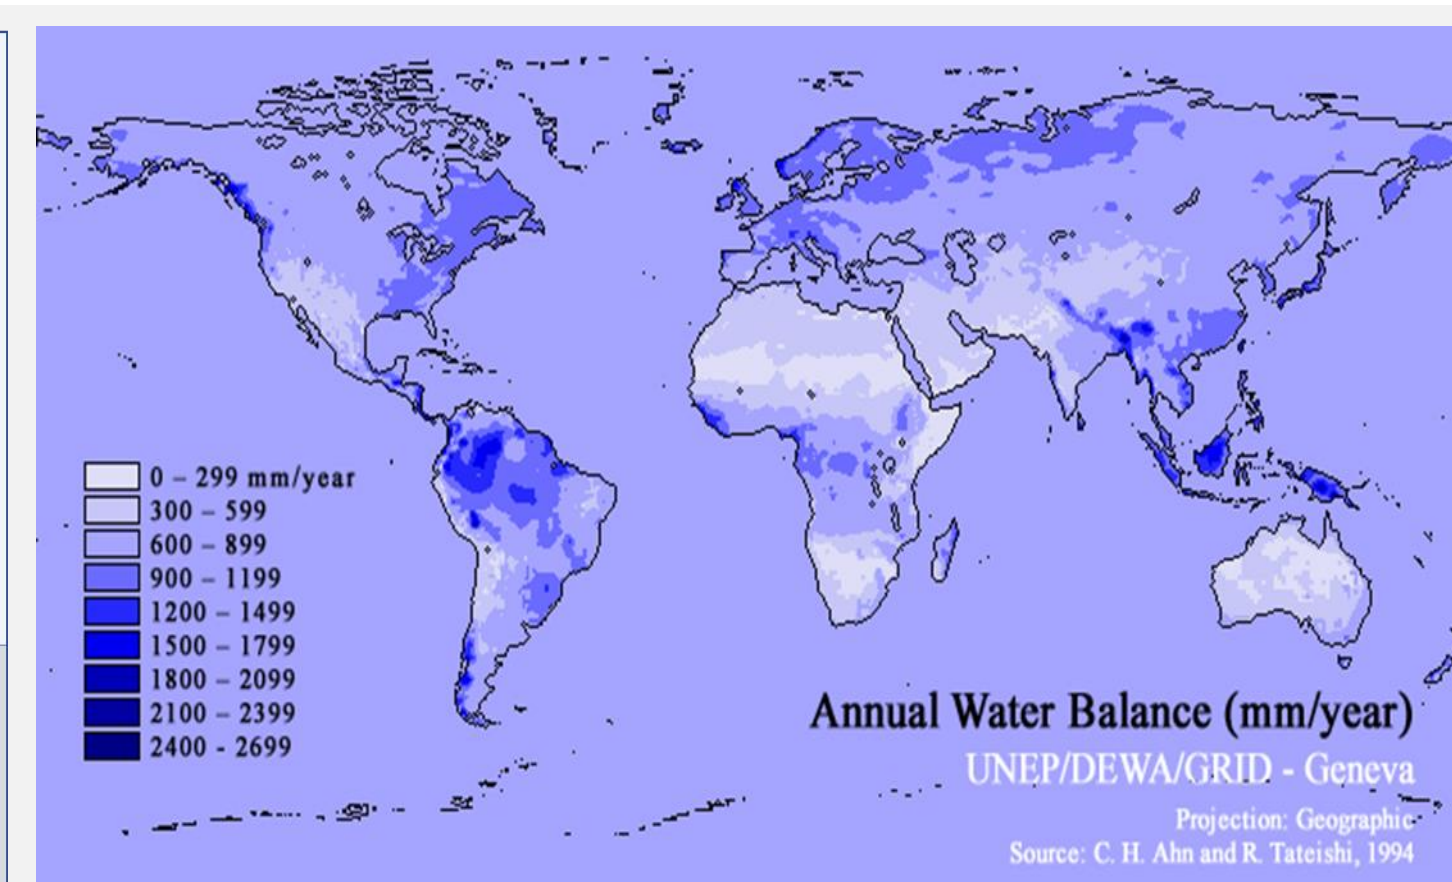 0 – 299 mm/year
300 – 599
600 – 899
900 – 1199
1200 – 1499
1500 – 1799
1800 – 2099
2100 – 2399
2400 - 2699
Annual Water Balance (mm/year)
UNEP/DEWA/GRID - Geneva
Projection: Geographic
Source: C. H. Ahn and R. Tateishi, 1994